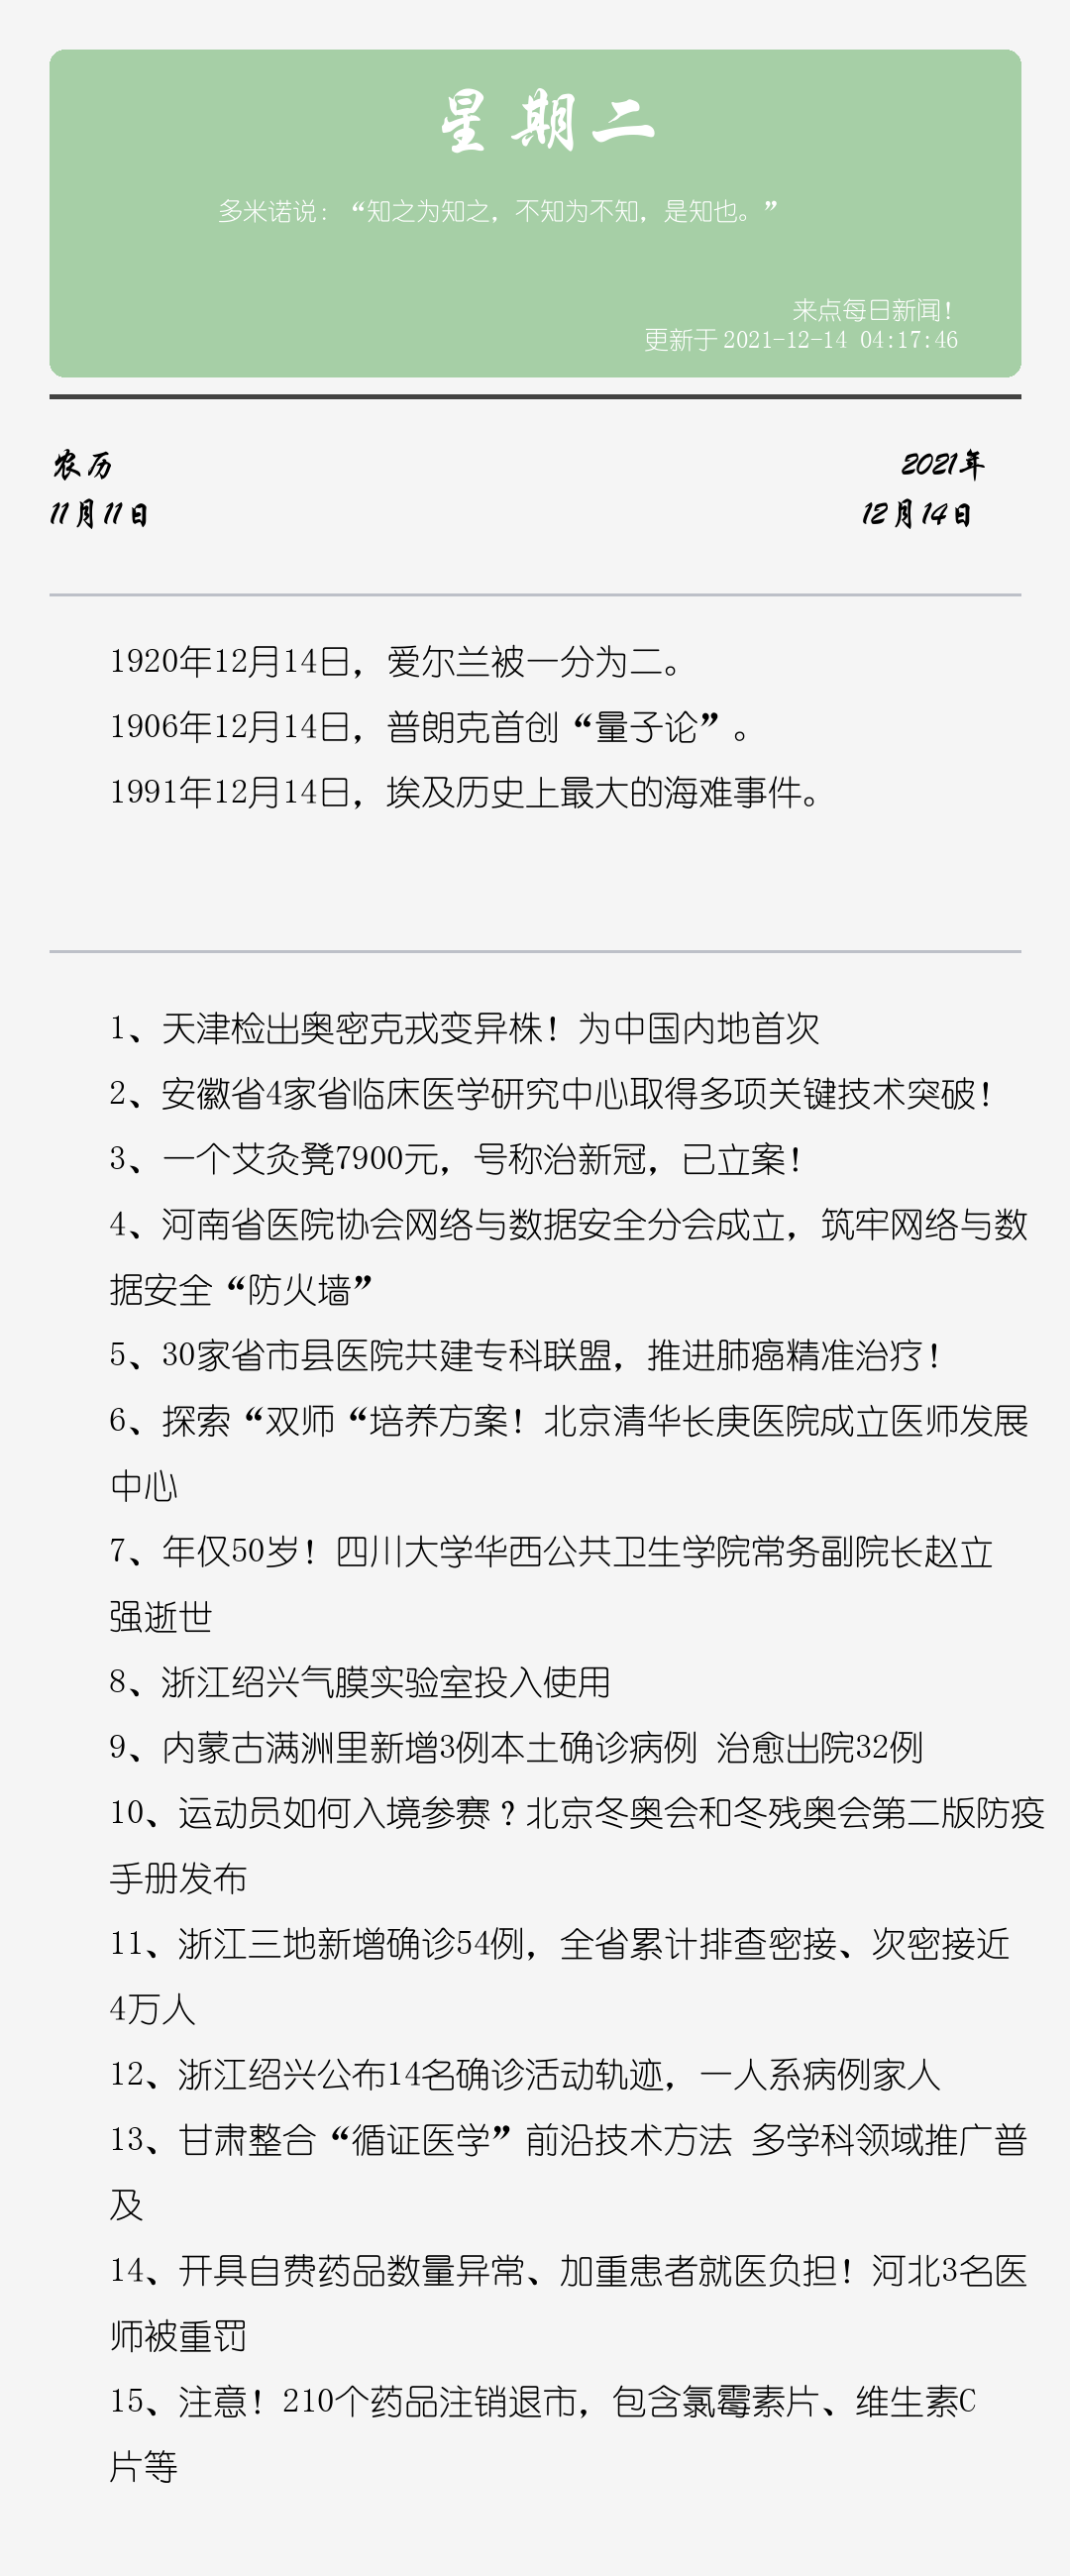 星期二
多米诺说：“知之为知之，不知为不知，是知也。”
来点每日新闻！
更新于 2021-12-14 04:17:46
农历
11月11日
2021年
12月14日
1920年12月14日，爱尔兰被一分为二。
1906年12月14日，普朗克首创“量子论”。
1991年12月14日，埃及历史上最大的海难事件。
1、天津检出奥密克戎变异株！为中国内地首次
2、安徽省4家省临床医学研究中心取得多项关键技术突破！
3、一个艾灸凳7900元，号称治新冠，已立案！
4、河南省医院协会网络与数据安全分会成立，筑牢网络与数
据安全“防火墙”
5、30家省市县医院共建专科联盟，推进肺癌精准治疗！
6、探索“双师“培养方案！北京清华长庚医院成立医师发展
中心
7、年仅50岁！四川大学华西公共卫生学院常务副院长赵立
强逝世
8、浙江绍兴气膜实验室投入使用
9、内蒙古满洲里新增3例本土确诊病例 治愈出院32例
10、运动员如何入境参赛？北京冬奥会和冬残奥会第二版防疫
手册发布
11、浙江三地新增确诊54例，全省累计排查密接、次密接近
4万人
12、浙江绍兴公布14名确诊活动轨迹，一人系病例家人
13、甘肃整合“循证医学”前沿技术方法 多学科领域推广普
及
14、开具自费药品数量异常、加重患者就医负担！河北3名医
师被重罚
15、注意！210个药品注销退市，包含氯霉素片、维生素C
片等